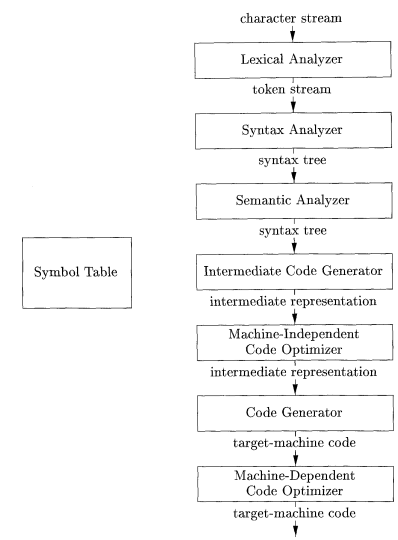 character stream
Lexical Analyzer
token stream
Syntax Analyzer
syntax tree
Semantic Analyzer
syntax tree
Symbol Table
Intermediate Code Generator
intermediate representation
Machine-Independent
Code Optimizer
intermediate representation
Code Generator
target-machine code
Machine-Dependent
Code Optimizer
target-machine code